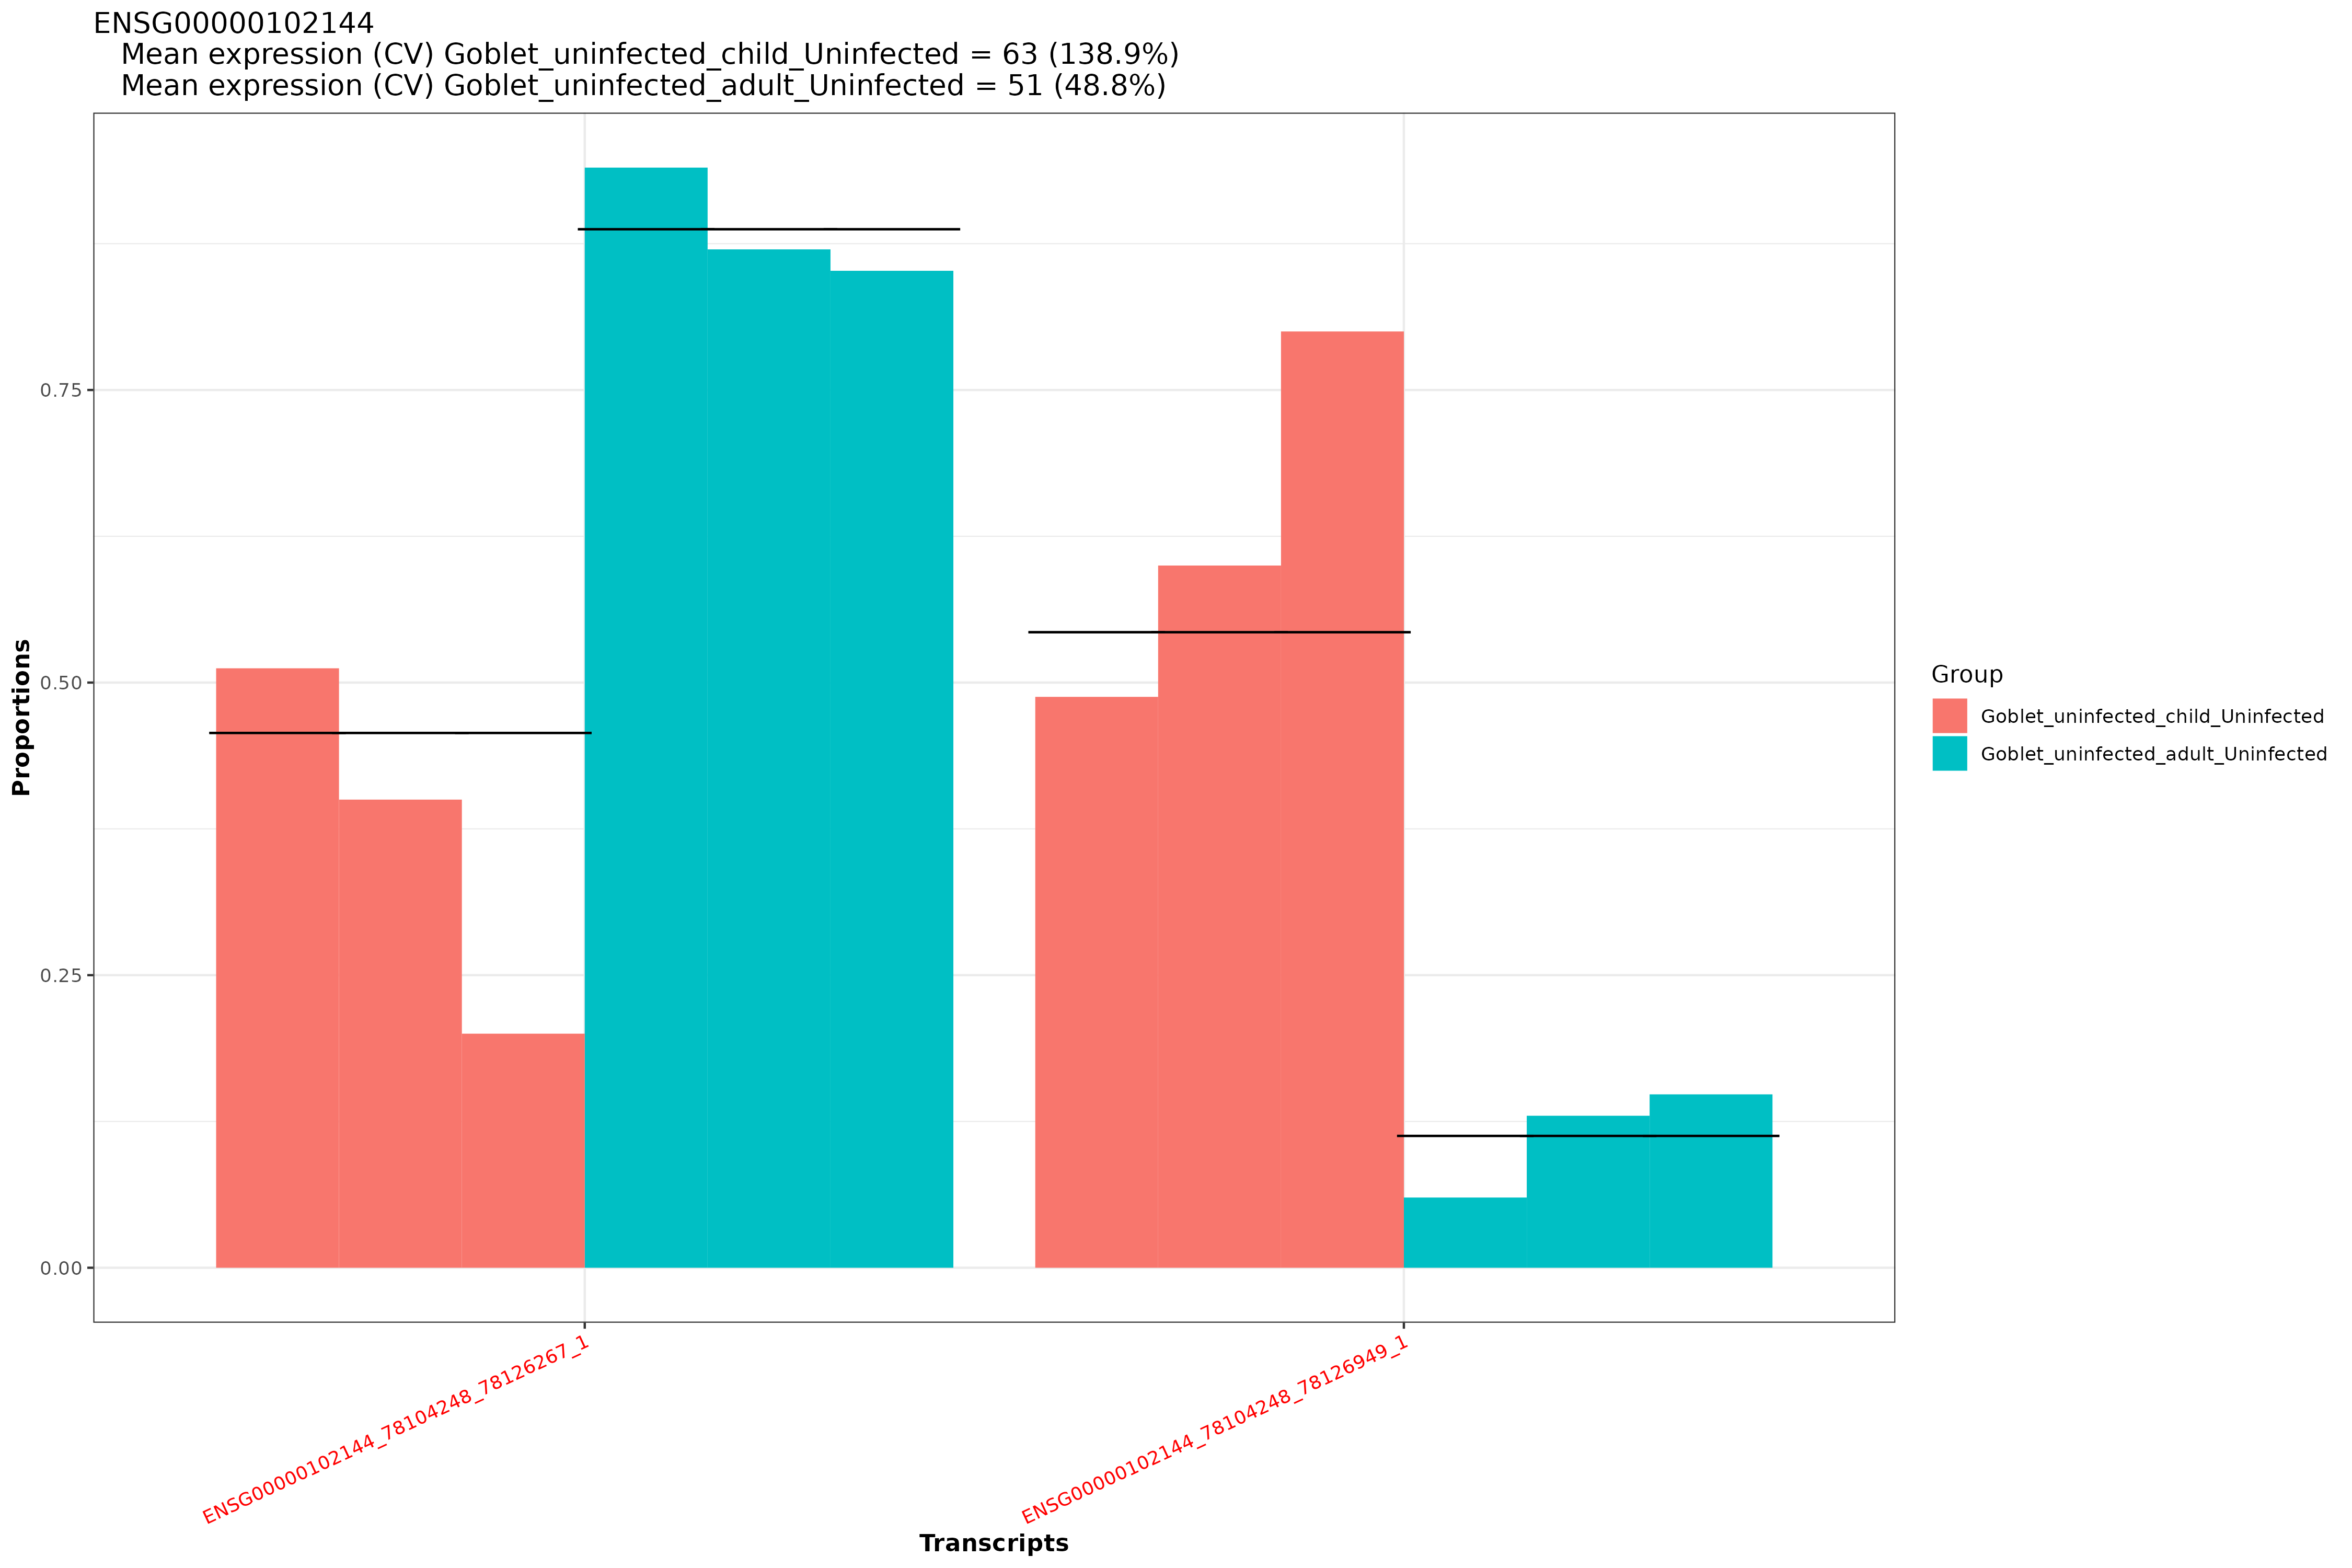 ENSG00000102144
Mean expression (CV) Goblet_uninfected_child_Uninfected = 63 (138.9%)
Mean expression (CV) Goblet_uninfected_adult_Uninfected = 51 (48.8%)
Proportions
0.75
0.50
0.25
0.00
ENSG00000102144_78104248_78126267_1
ENSG00000102144_78104248_78126949_1
Transcripts
Group
Goblet_uninfected_child_Uninfected
Goblet_uninfected_adult_Uninfected